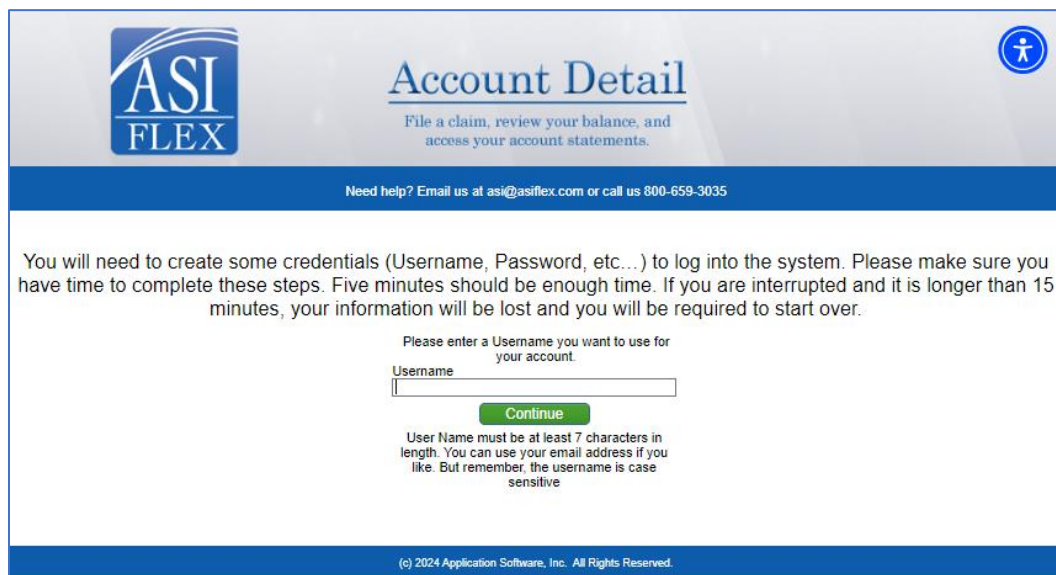 ASI
FLEX
Account Detail
File a claim, review your balance, and
access your account statements.
Need help? Email us at asi@asiflex.com or call us 800-659-3035
You will need to create some credentials (Username, Password, etc...) to log into the system. Please make sure you
have time to complete these steps. Five minutes should be enough time. If you are interrupted and it is longer than 15
minutes, your information will be lost and you will be required to start over.
Please enter a Username you want to use for
your account.
Username
Continue
User Name must be at least 7 characters in
length. You can use your email address if you
like. But remember, the username is case
sensitive
(c) 2024 Application Software, Inc. All Rights Reserved.